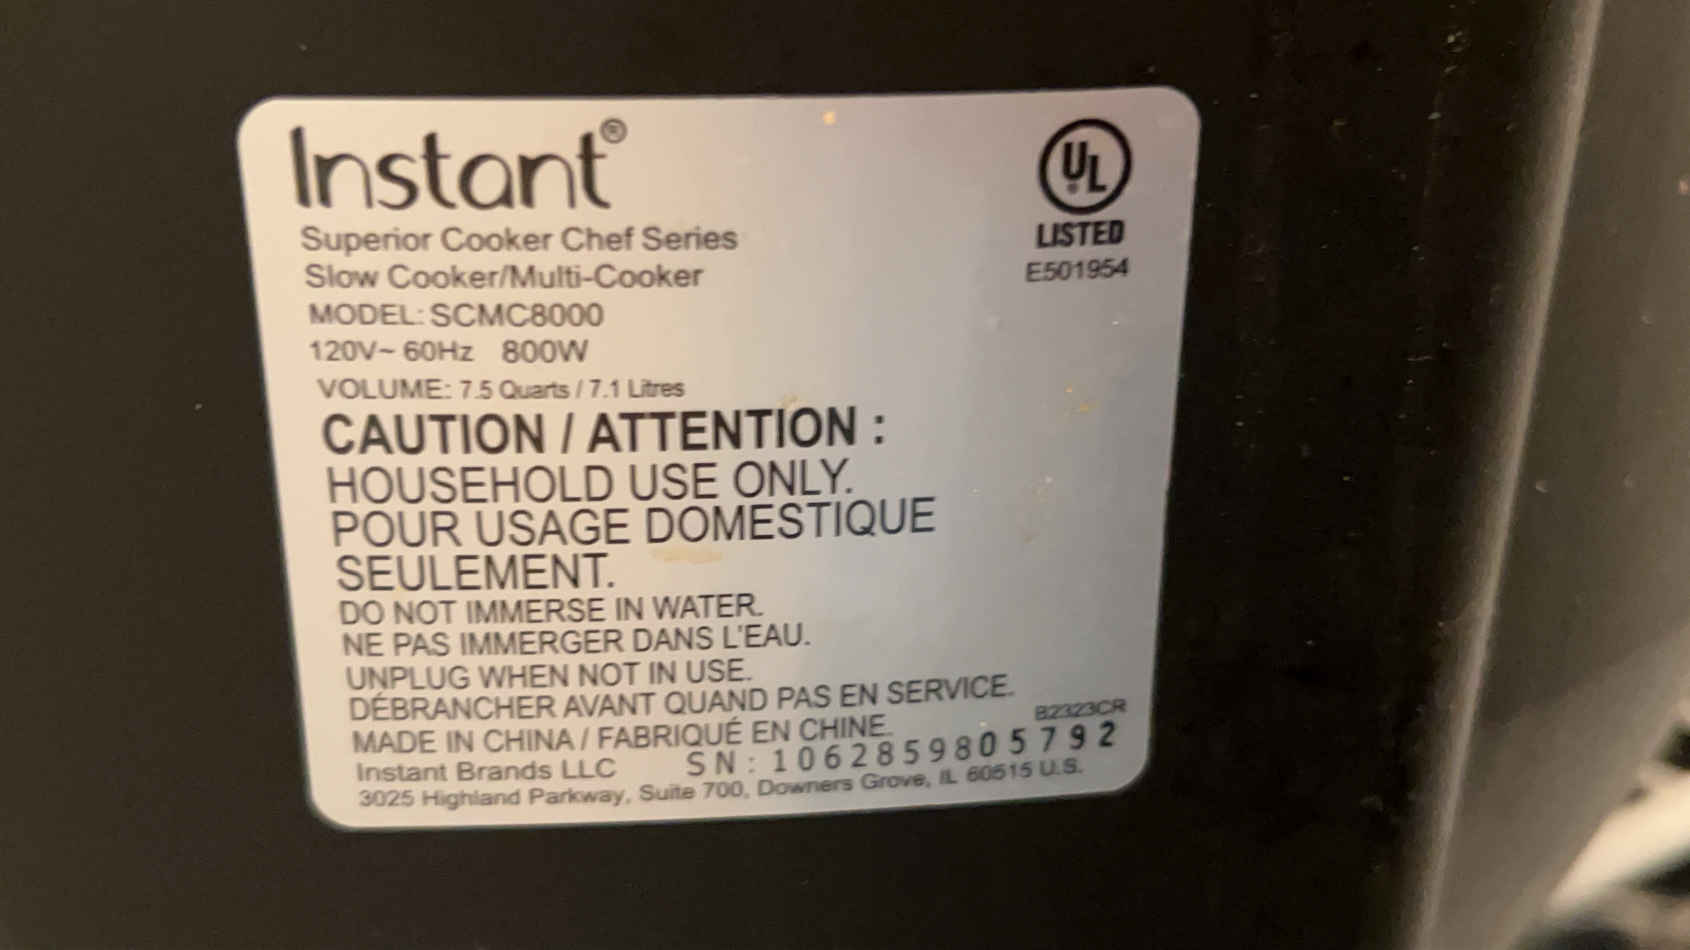 Instant®
Superior Cooker Chef Series
Slow Cooker/Multi-Cooker
MODEL: SCMC8000
120V~ 60Hz 800W
VOLUME: 7.5 Quarts / 7.1 Litres
UL
LISTED
E501954
CAUTION / ATTENTION :
HOUSEHOLD USE ONLY.
POUR USAGE DOMESTIQUE
SEULEMENT.
DO NOT IMMERSE IN WATER.
NE PAS IMMERGER DANS L'EAU.
UNPLUG WHEN NOT IN USE.
DÉBRANCHER AVANT QUAND PAS EN SERVICE.
B2323CR
MADE IN CHINA / FABRIQUÉ EN CHINE.
Instant Brands LLC SN: 1062859805792
3025 Highland Parkway, Suite 700, Downers Grove, IL 60515 U.S.